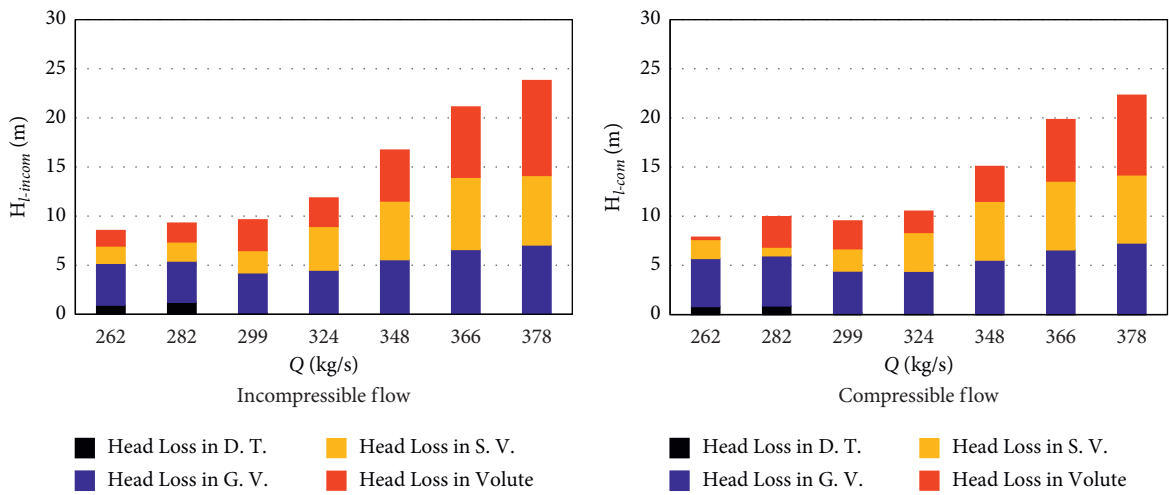 30
25
20
15
10
5
0
H_l-incom (m)
262 282 299 324 348 366 378
Q (kg/s)
Incompressible flow
Head Loss in D. T.
Head Loss in S. V.
Head Loss in G. V.
Head Loss in Volute
30
25
20
15
10
5
0
H_l-com (m)
262 282 299 324 348 366 378
Q (kg/s)
Compressible flow
Head Loss in D. T.
Head Loss in S. V.
Head Loss in G. V.
Head Loss in Volute